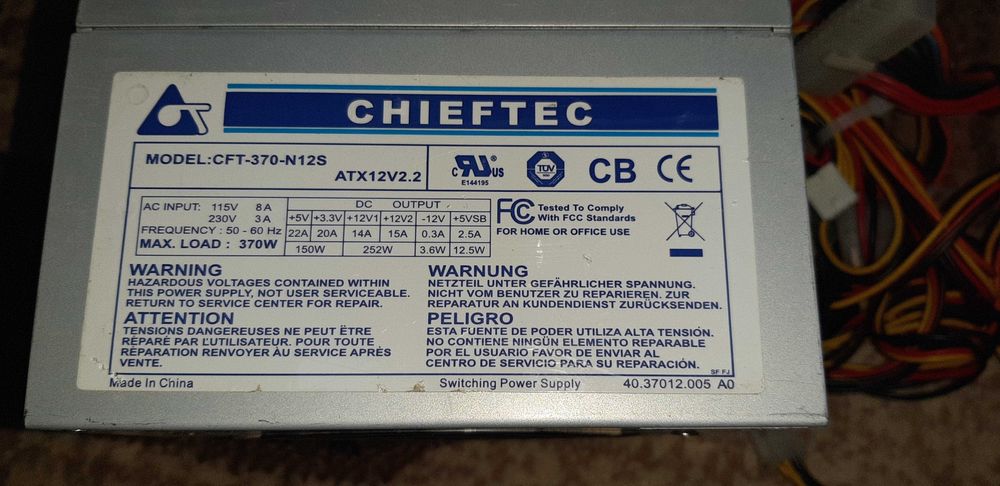 CHIEFTEC
MODEL:CFT-370-N12S
ATX12V2.2
C RU US
E144195
TÜV
CB CE
AC INPUT: 115V 8A
230V 3A
FREQUENCY : 50 - 60 Hz
MAX. LOAD : 370W
DC OUTPUT
+5V +3.3V +12V1 +12V2 -12V +5VSB
22A 20A 14A 15A 0.3A 2.5A
150W 252W 3.6W 12.5W
FC Tested To Comply
With FCC Standards
FOR HOME OR OFFICE USE
WARNING
HAZARDOUS VOLTAGES CONTAINED WITHIN
THIS POWER SUPPLY, NOT USER SERVICEABLE.
RETURN TO SERVICE CENTER FOR REPAIR.
ATTENTION
TENSIONS DANGEREUSES NE PEUT ËTRE
RÉPARÉ PAR L'UTILISATEUR. POUR TOUTE
RÉPARATION RENVOYER ÀU SERVICE APRÈS
VENTE.
WARNUNG
NETZTEIL UNTER GEFÄHRLICHER SPANNUNG.
NICHT VOM BENUTZER ZU REPARIEREN. ZUR
REPARATUR AN KUNDENDIENST ZURÜCKSENDEN.
PELIGRO
ESTA FUENTE DE PODER UTILIZA ALTA TENSIÓN.
NO CONTIENE NINGÚN ELEMENTO REPARABLE
POR EL USUARIO FAVOR DE ENVIAR AL
CENTRO DE SERVICIO PARA SU REPARACIÓN.
SF FJ
Made In China
Switching Power Supply
40.37012.005 A0